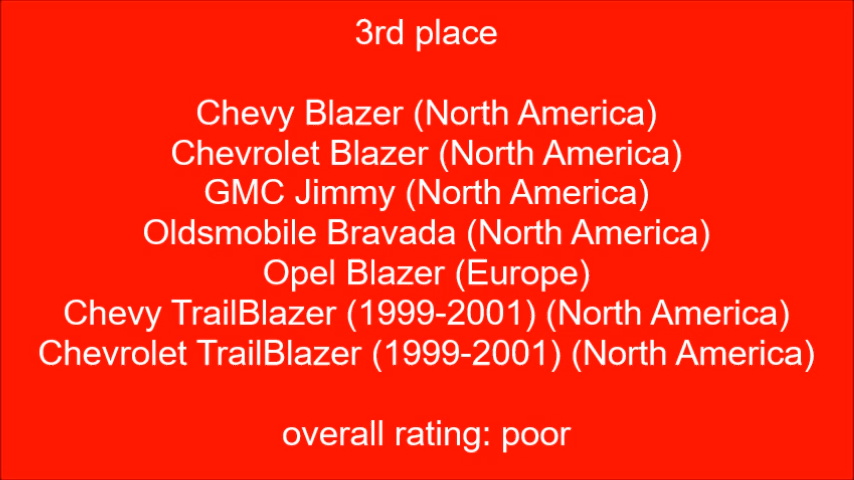 3rd place
Chevy Blazer (North America)
Chevrolet Blazer (North America)
GMC Jimmy (North America)
Oldsmobile Bravada (North America)
Opel Blazer (Europe)
Chevy TrailBlazer (1999-2001) (North America)
Chevrolet TrailBlazer (1999-2001) (North America)
overall rating: poor